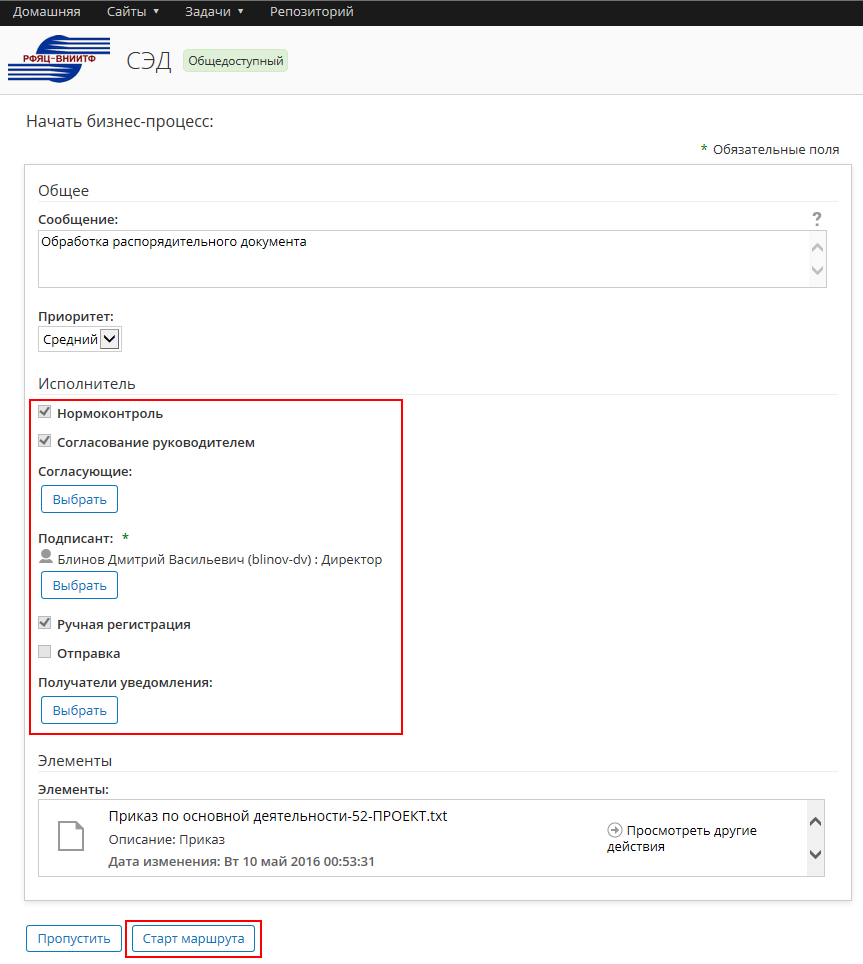 Домашняя Сайты Задачи Репозиторий
РФЯЦ-ВНИИТФ СЭД Общедоступный
Начать бизнес-процесс:
* Обязательные поля
Общее
Сообщение: ?
Обработка распорядительного документа
Приоритет:
Средний
Исполнитель
Нормоконтроль
Согласование руководителем
Согласующие:
Выбрать
Подписант: *
Блинов Дмитрий Васильевич (blinov-dv) : Директор
Выбрать
Ручная регистрация
Отправка
Получатели уведомления:
Выбрать
Элементы
Элементы:
Приказ по основной деятельности-52-ПРОЕКТ.txt
Описание: Приказ
Дата изменения: Вт 10 май 2016 00:53:31
Просмотреть другие
действия
Пропустить Старт маршрута